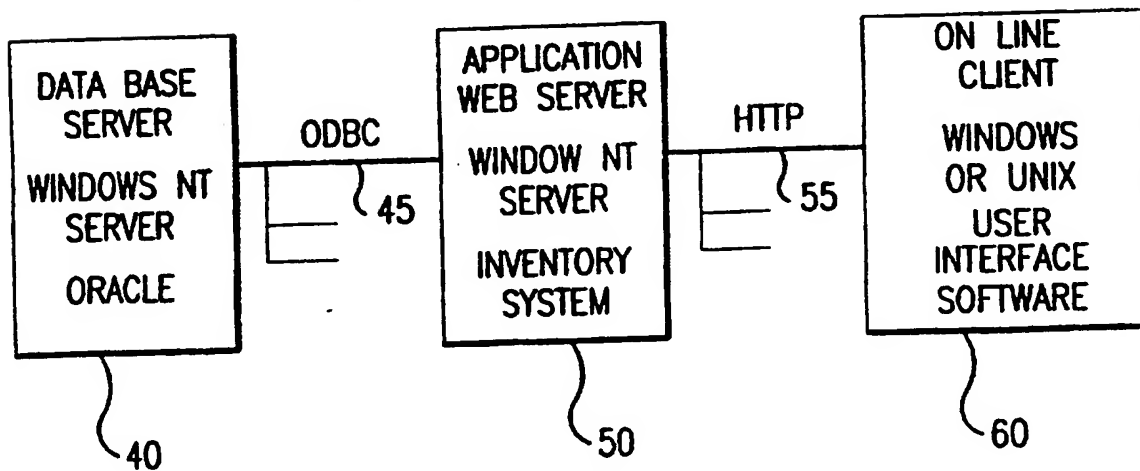 DATA BASE
SERVER
WINDOWS NT
SERVER
ORACLE
40
ODBC
45
APPLICATION
WEB SERVER
WINDOW NT
SERVER
INVENTORY
SYSTEM
50
HTTP
55
ON LINE
CLIENT
WINDOWS
OR UNIX
USER
INTERFACE
SOFTWARE
60